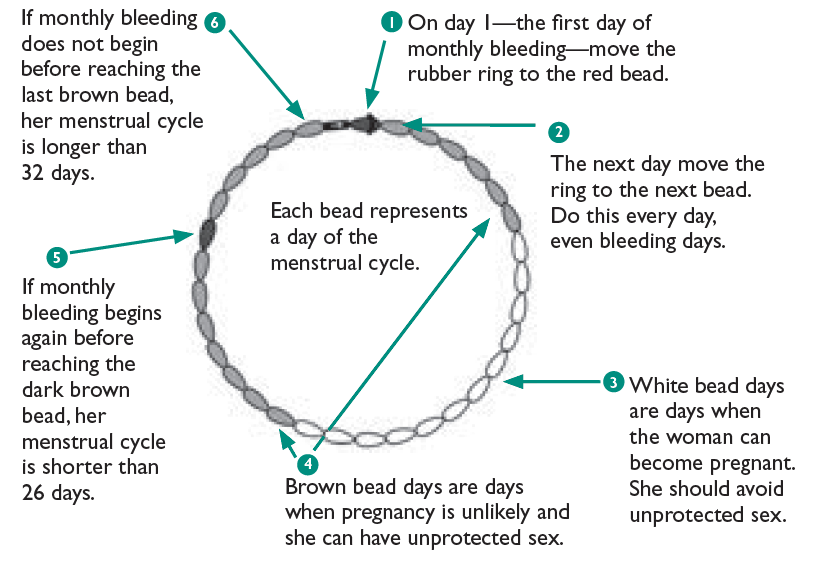 1 On day 1—the first day of
monthly bleeding—move the
rubber ring to the red bead.
2
The next day move the
ring to the next bead.
Do this every day,
even bleeding days.
3 White bead days
are days when
the woman can
become pregnant.
She should avoid
unprotected sex.
4
Brown bead days are days
when pregnancy is unlikely and
she can have unprotected sex.
5
If monthly
bleeding begins
again before
reaching the
dark brown
bead, her
menstrual cycle
is shorter than
26 days.
If monthly bleeding 6
does not begin
before reaching the
last brown bead,
her menstrual cycle
is longer than
32 days.
Each bead represents
a day of the
menstrual cycle.